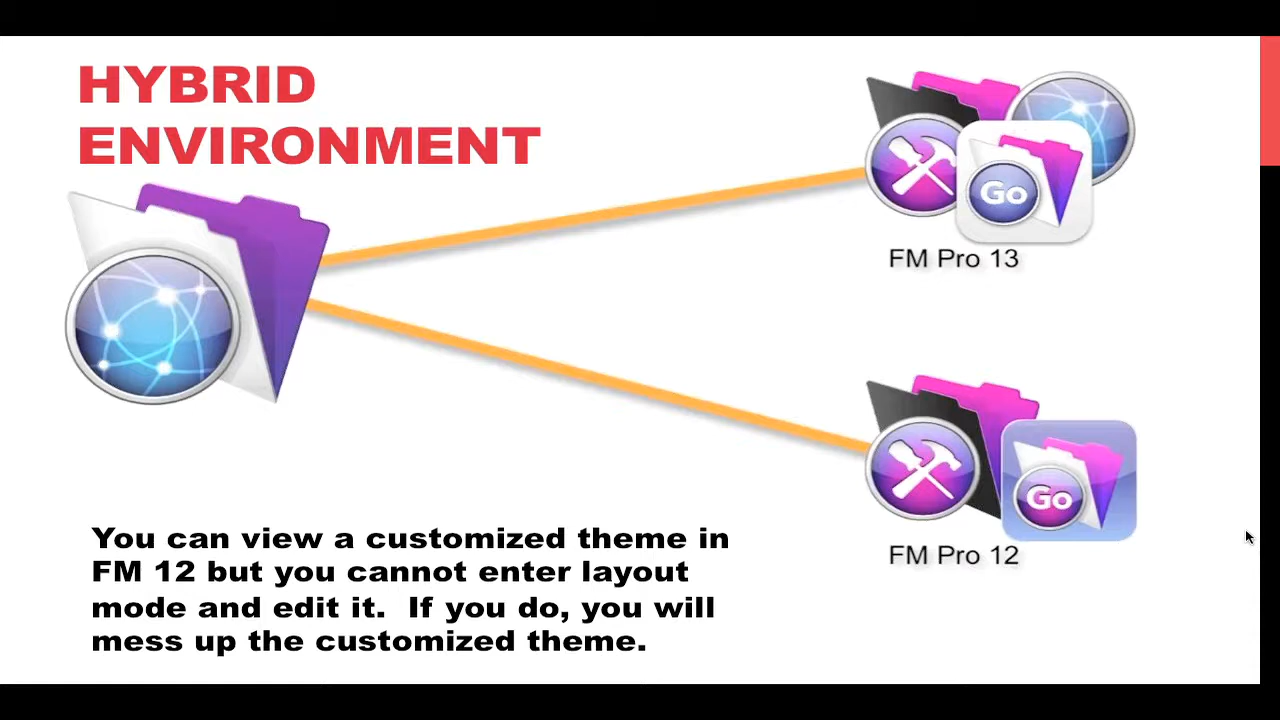 HYBRID
ENVIRONMENT
Go
FM Pro 13
Go
FM Pro 12
You can view a customized theme in
FM 12 but you cannot enter layout
mode and edit it.  If you do, you will
mess up the customized theme.